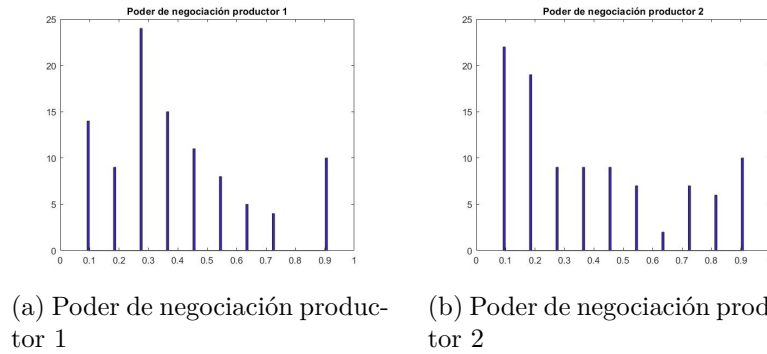 Poder de negociación productor 1
25
20
15
10
5
0
0 0.1 0.2 0.3 0.4 0.5 0.6 0.7 0.8 0.9 1
(a) Poder de negociación produc-
tor 1
Poder de negociación productor 2
25
20
15
10
5
0
0 0.1 0.2 0.3 0.4 0.5 0.6 0.7 0.8 0.9
(b) Poder de negociación prod
tor 2